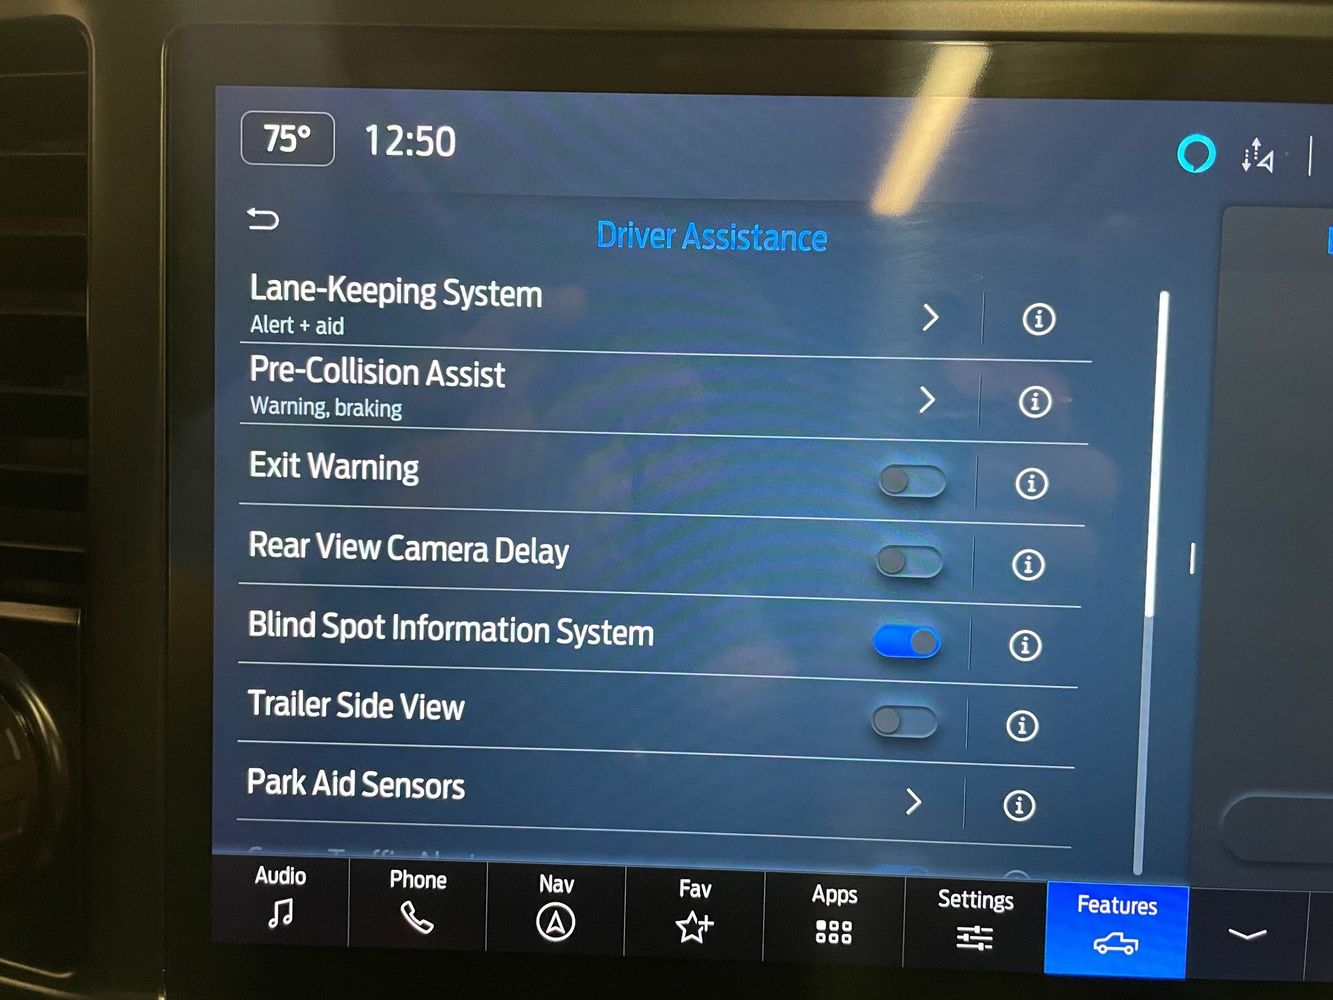 75°
12:50
Driver Assistance
Lane-Keeping System
Alert + aid
Pre-Collision Assist
Warning, braking
Exit Warning
Rear View Camera Delay
Blind Spot Information System
Trailer Side View
Park Aid Sensors
Audio
Phone
Nav
Fav
Apps
Settings
Features